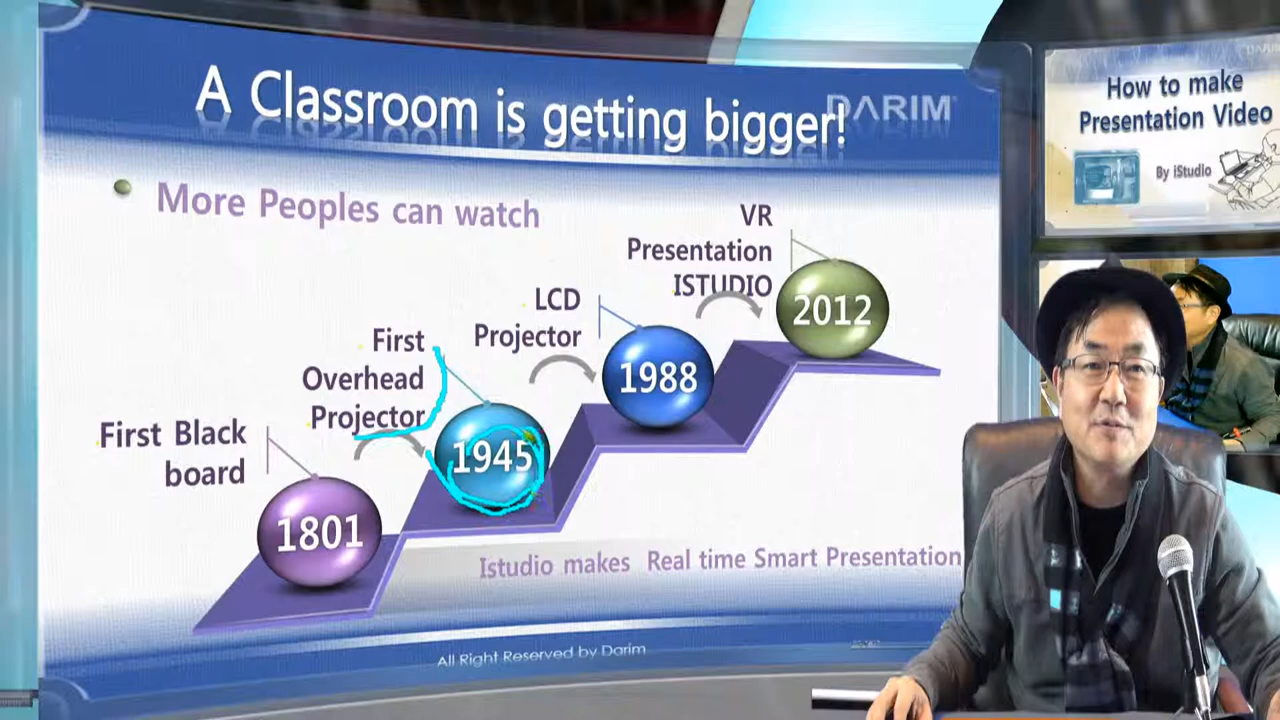 A Classroom is getting bigger!
DARIM
More Peoples can watch
First Black
board
1801
First
Overhead
Projector
1945
LCD
Projector
1988
VR
Presentation
ISTUDIO
2012
Istudio makes Real time Smart Presentation
All Right Reserved by Darim
How to make
Presentation Video
By iStudio